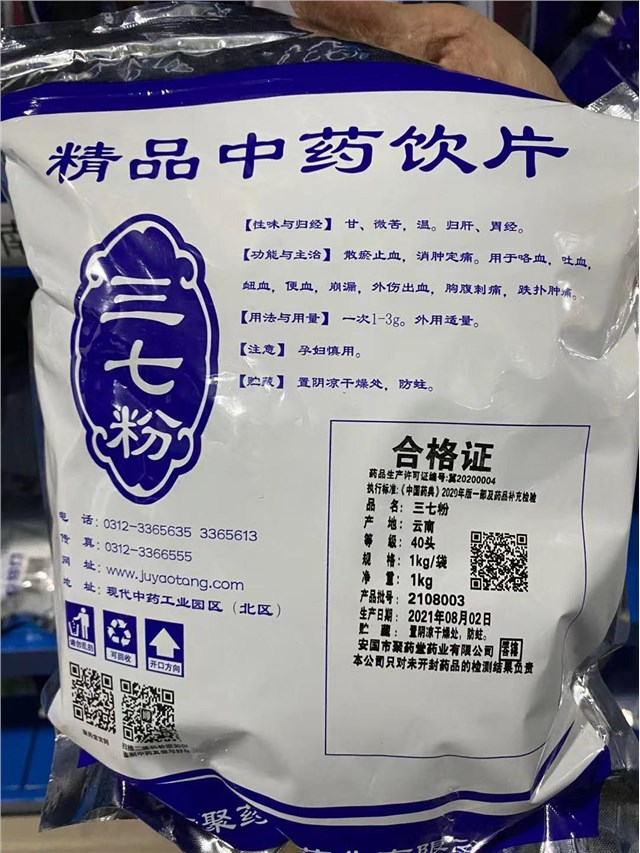 精品中药饮片
【性味与归经】 甘、微苦，温。归肝、胃经。
【功能与主治】 散瘀止血，消肿定痛。用于咯血，吐血，
衄血，便血，崩漏，外伤出血，胸腹刺痛，跌扑肿痛。
【用法与用量】 一次1-3g。外用适量。
【注意】 孕妇慎用。
【贮藏】 置阴凉干燥处，防蛀。
三七粉
合格证
药品生产许可证编号:冀20200004
执行标准:《中国药典》2020年版一部及药品补充检验
品 名: 三七粉
产 地: 云南
等 级: 40头
规 格: 1kg/袋
净 重: 1kg
产品批号: 2108003
生产日期: 2021年08月02日
贮 藏: 置阴凉干燥处，防蛀。
安国市聚药堂药业有限公司
本公司只对未开封药品的检测结果负责
电 话: 0312-3365635 3365613
传 真: 0312-3366555
网 址: www.juyaotang.com
地 址: 现代中药工业园区（北区）
请勿乱扔
可回收
开口方向
聚药